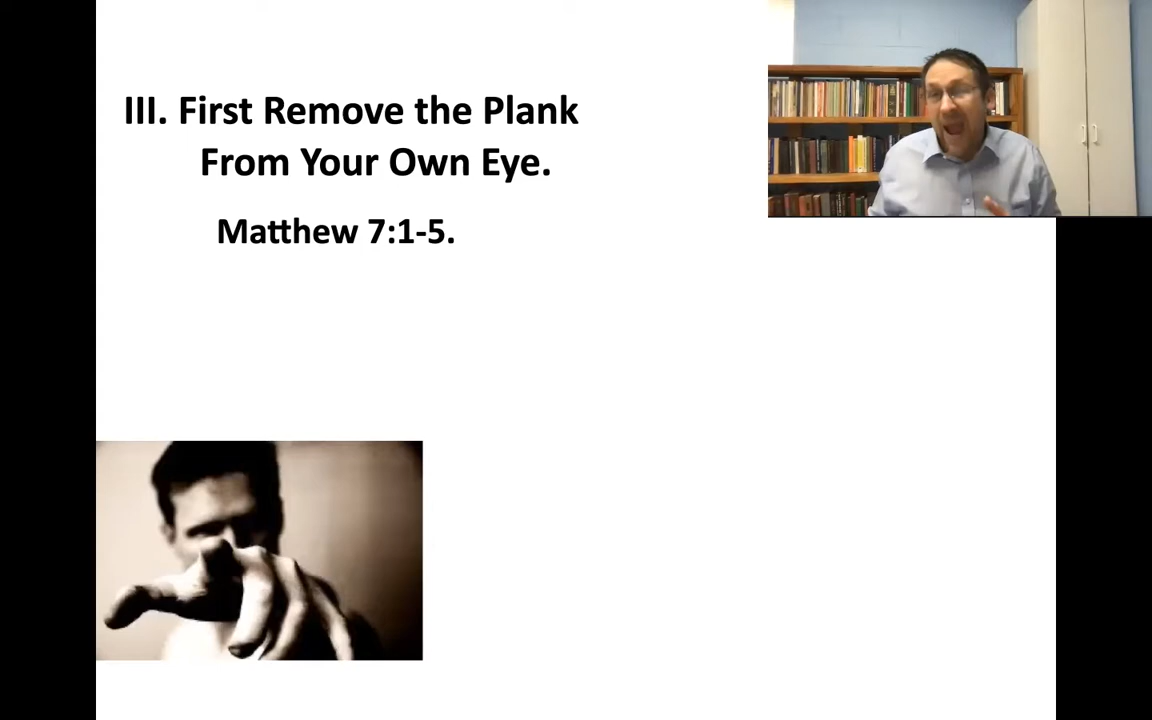 III. First Remove the Plank
From Your Own Eye.
Matthew 7:1-5.